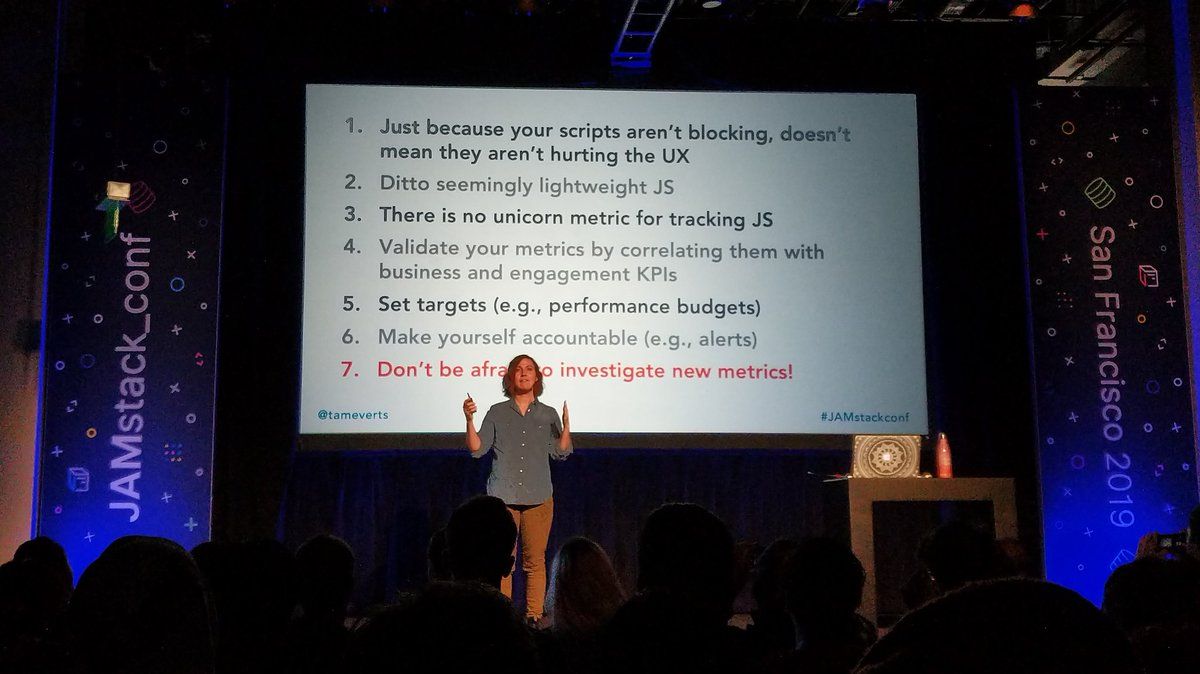 JAMstack_conf
1. Just because your scripts aren't blocking, doesn't
mean they aren't hurting the UX
2. Ditto seemingly lightweight JS
3. There is no unicorn metric for tracking JS
4. Validate your metrics by correlating them with
business and engagement KPIs
5. Set targets (e.g., performance budgets)
6. Make yourself accountable (e.g., alerts)
7. Don't be to investigate new metrics!
@tameverts
#JAMstackconf
San Francisco 2019